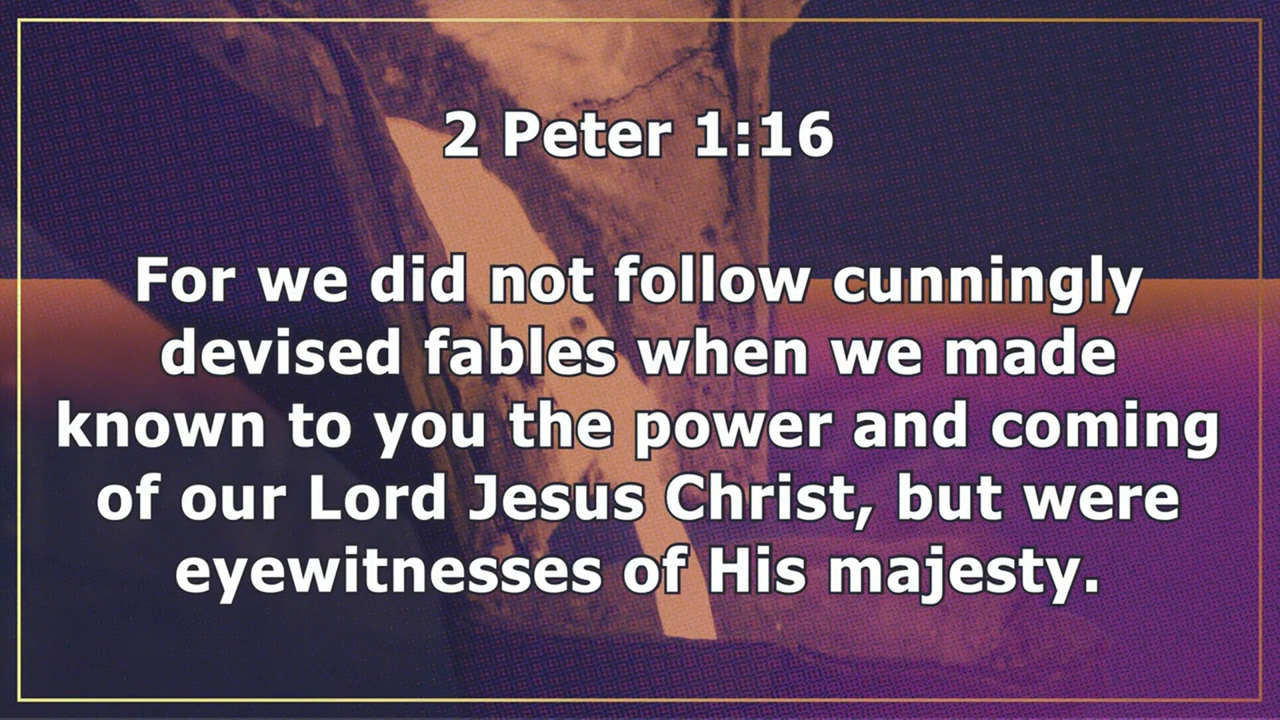 2 Peter 1:16
For we did not follow cunningly
devised fables when we made
known to you the power and coming
of our Lord Jesus Christ, but were
eyewitnesses of His majesty.